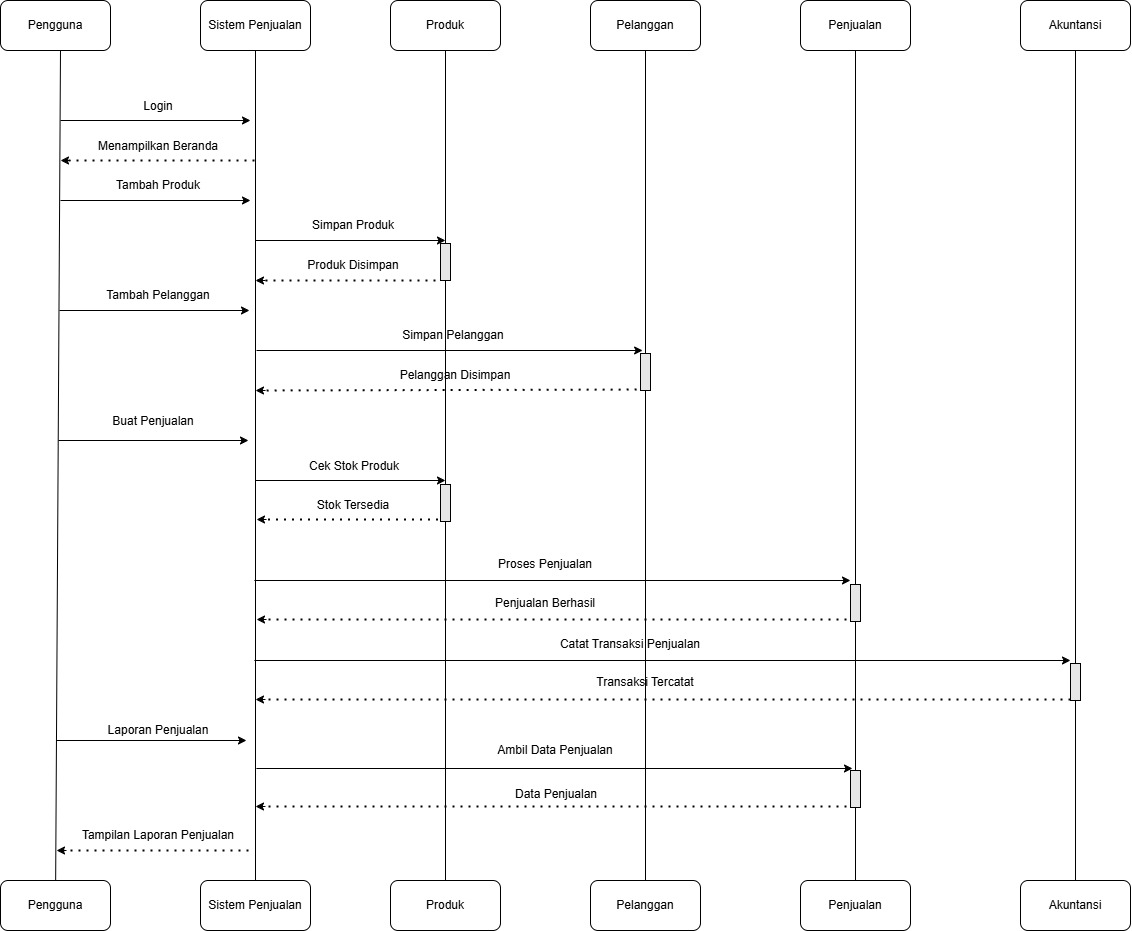 Pengguna
Sistem Penjualan
Produk
Pelanggan
Penjualan
Akuntansi
Login
Menampilkan Beranda
Tambah Produk
Simpan Produk
Produk Disimpan
Tambah Pelanggan
Simpan Pelanggan
Pelanggan Disimpan
Buat Penjualan
Cek Stok Produk
Stok Tersedia
Proses Penjualan
Penjualan Berhasil
Catat Transaksi Penjualan
Transaksi Tercatat
Laporan Penjualan
Ambil Data Penjualan
Data Penjualan
Tampilan Laporan Penjualan
Pengguna
Sistem Penjualan
Produk
Pelanggan
Penjualan
Akuntansi